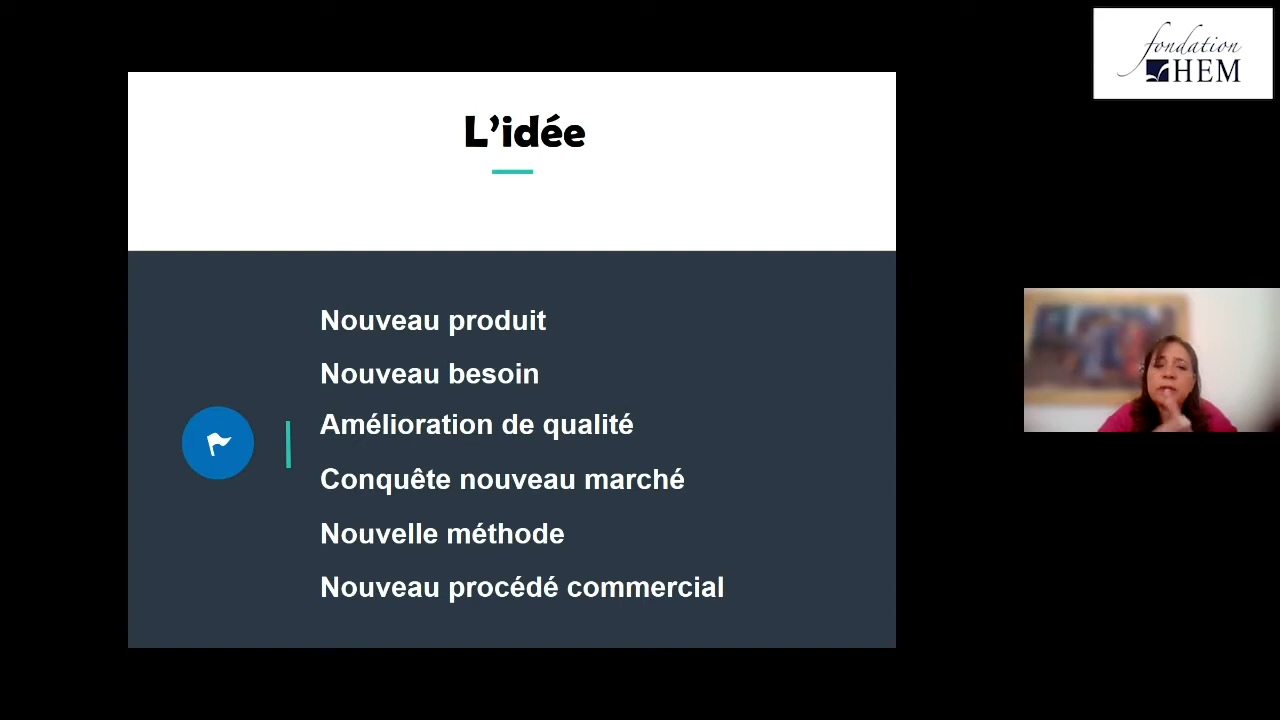 fondation
HEM
L'idée
Nouveau produit
Nouveau besoin
Amélioration de qualité
Conquête nouveau marché
Nouvelle méthode
Nouveau procédé commercial